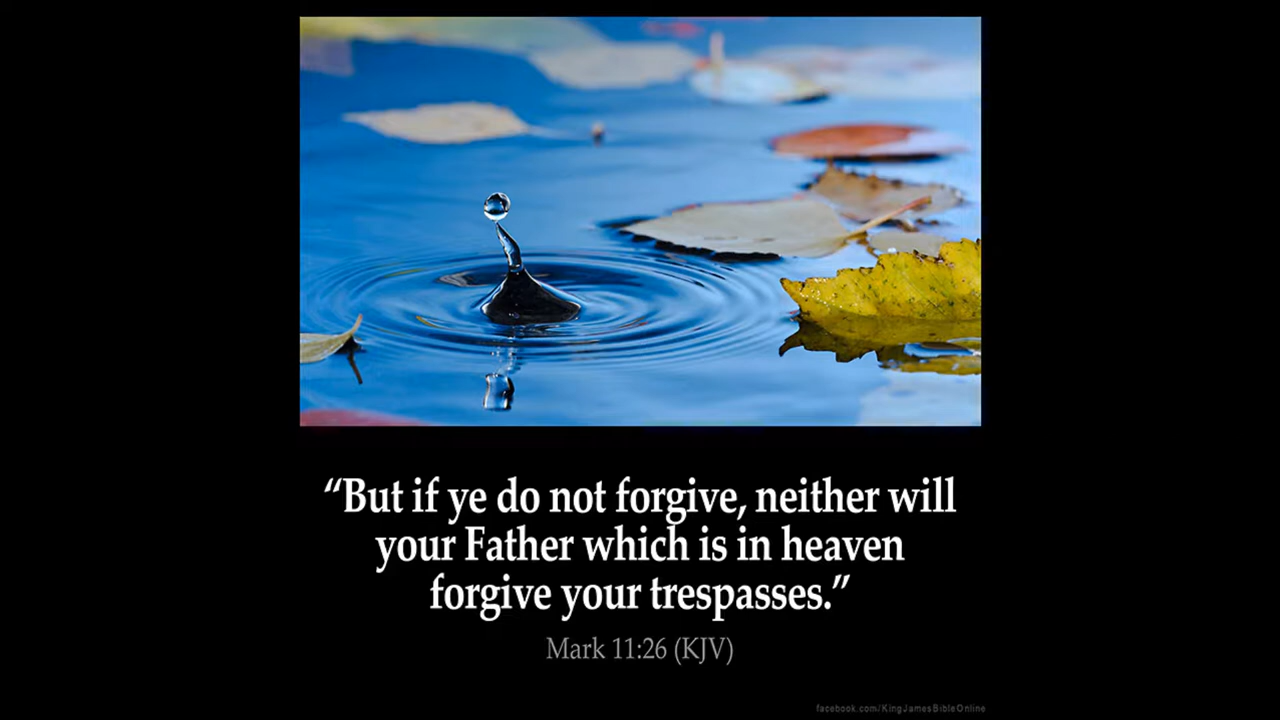 “But if ye do not forgive, neither will
your Father which is in heaven
forgive your trespasses.”
Mark 11:26 (KJV)
facebook.com/KingJamesBibleOnline